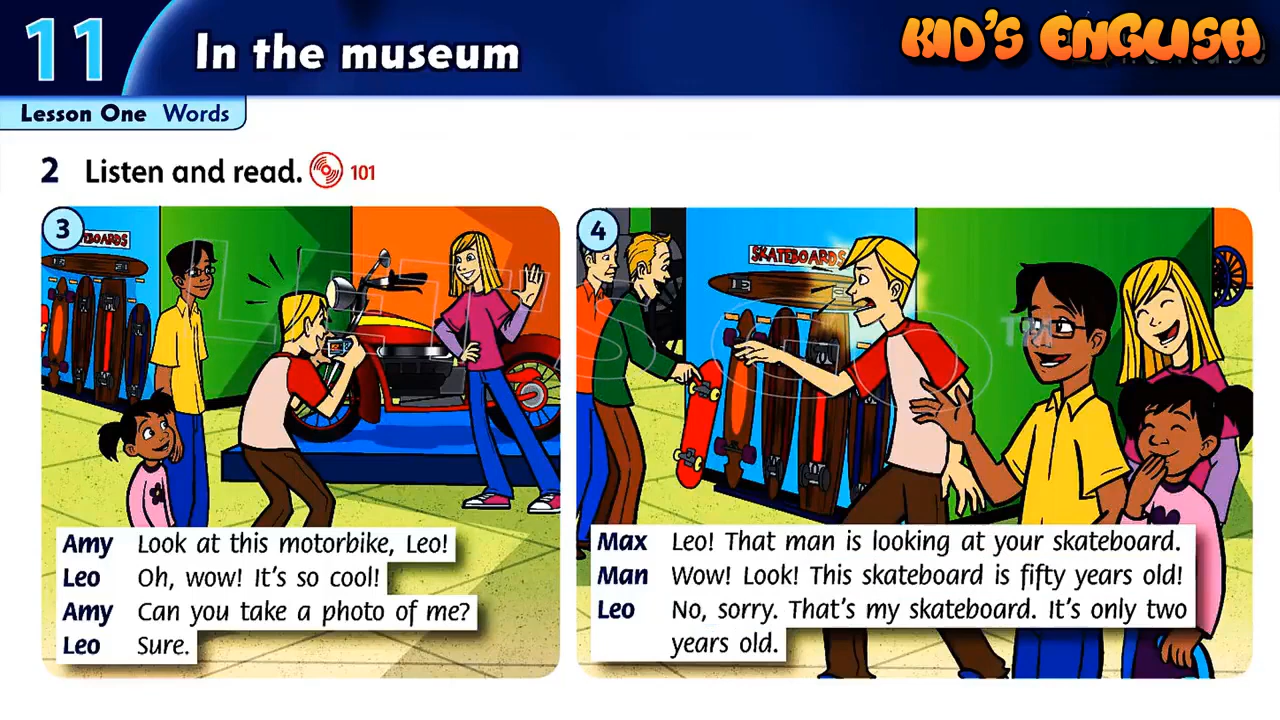 11
In the museum
KID'S ENGLISH
Lesson One Words
2 Listen and read. 101
3
BOARDS
Amy Look at this motorbike, Leo!
Leo Oh, wow! It's so cool!
Amy Can you take a photo of me?
Leo Sure.
4
SKATEBOARDS
Max Leo! That man is looking at your skateboard.
Man Wow! Look! This skateboard is fifty years old!
Leo No, sorry. That's my skateboard. It's only two
years old.
LET'S GO TM